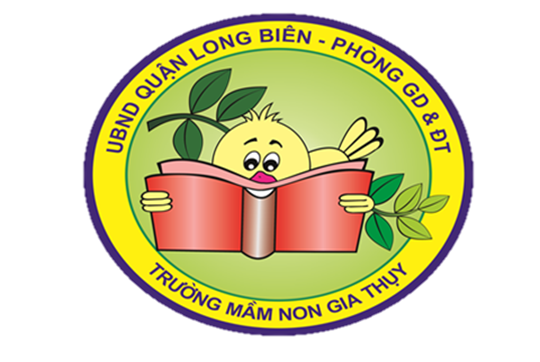 UBND QUẬN LONG BIÊN - PHÒNG GD & ĐT
TRƯỜNG MẦM NON GIA THỤY